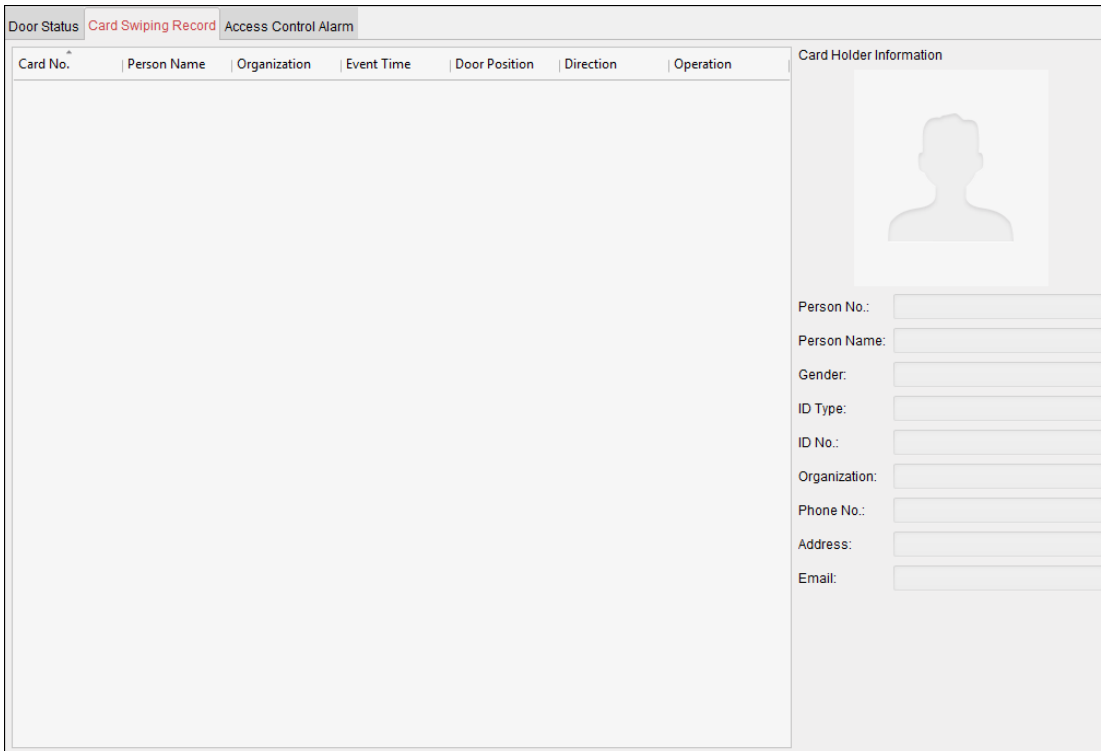 Door Status Card Swiping Record Access Control Alarm
Card No. Person Name Organization Event Time Door Position Direction Operation
Card Holder Information
Person No.:
Person Name:
Gender:
ID Type:
ID No.:
Organization:
Phone No.:
Address:
Email: